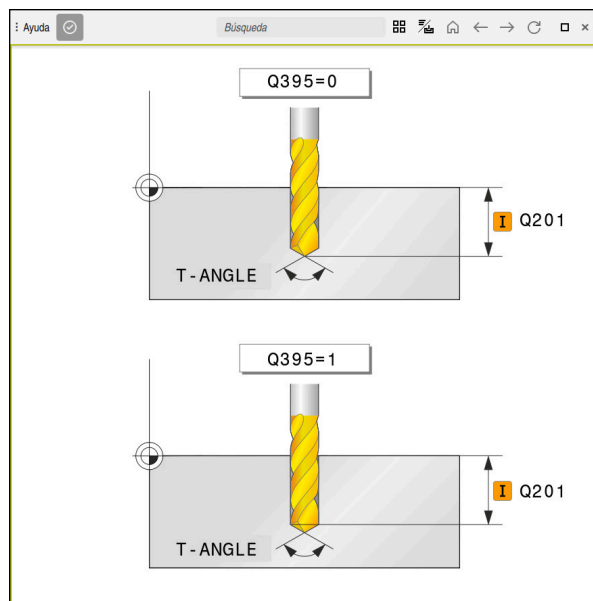 Ayuda
Búsqueda
Q395=0
I Q201
T-ANGLE
Q395=1
I Q201
T-ANGLE